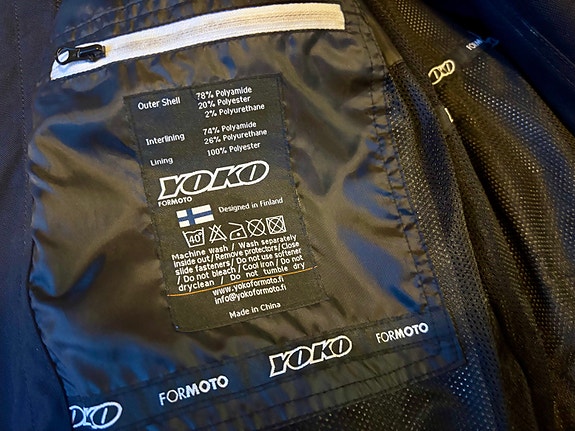 Outer Shell 78% Polyamide
20% Polyester
2% Polyurethane
Interlining 74% Polyamide
26% Polyurethane
Lining 100% Polyester
YOKO
FORMOTO
Designed in Finland
40°
Machine wash / Wash separately
inside out / Remove protectors / Close
slide fasteners / Do not use softener
/ Do not bleach / Cool iron / Do not
dryclean / Do not tumble dry
www.yokoformoto.fi
info@yokoformoto.fi
Made in China
FORMOTO YOKO FORMOTO